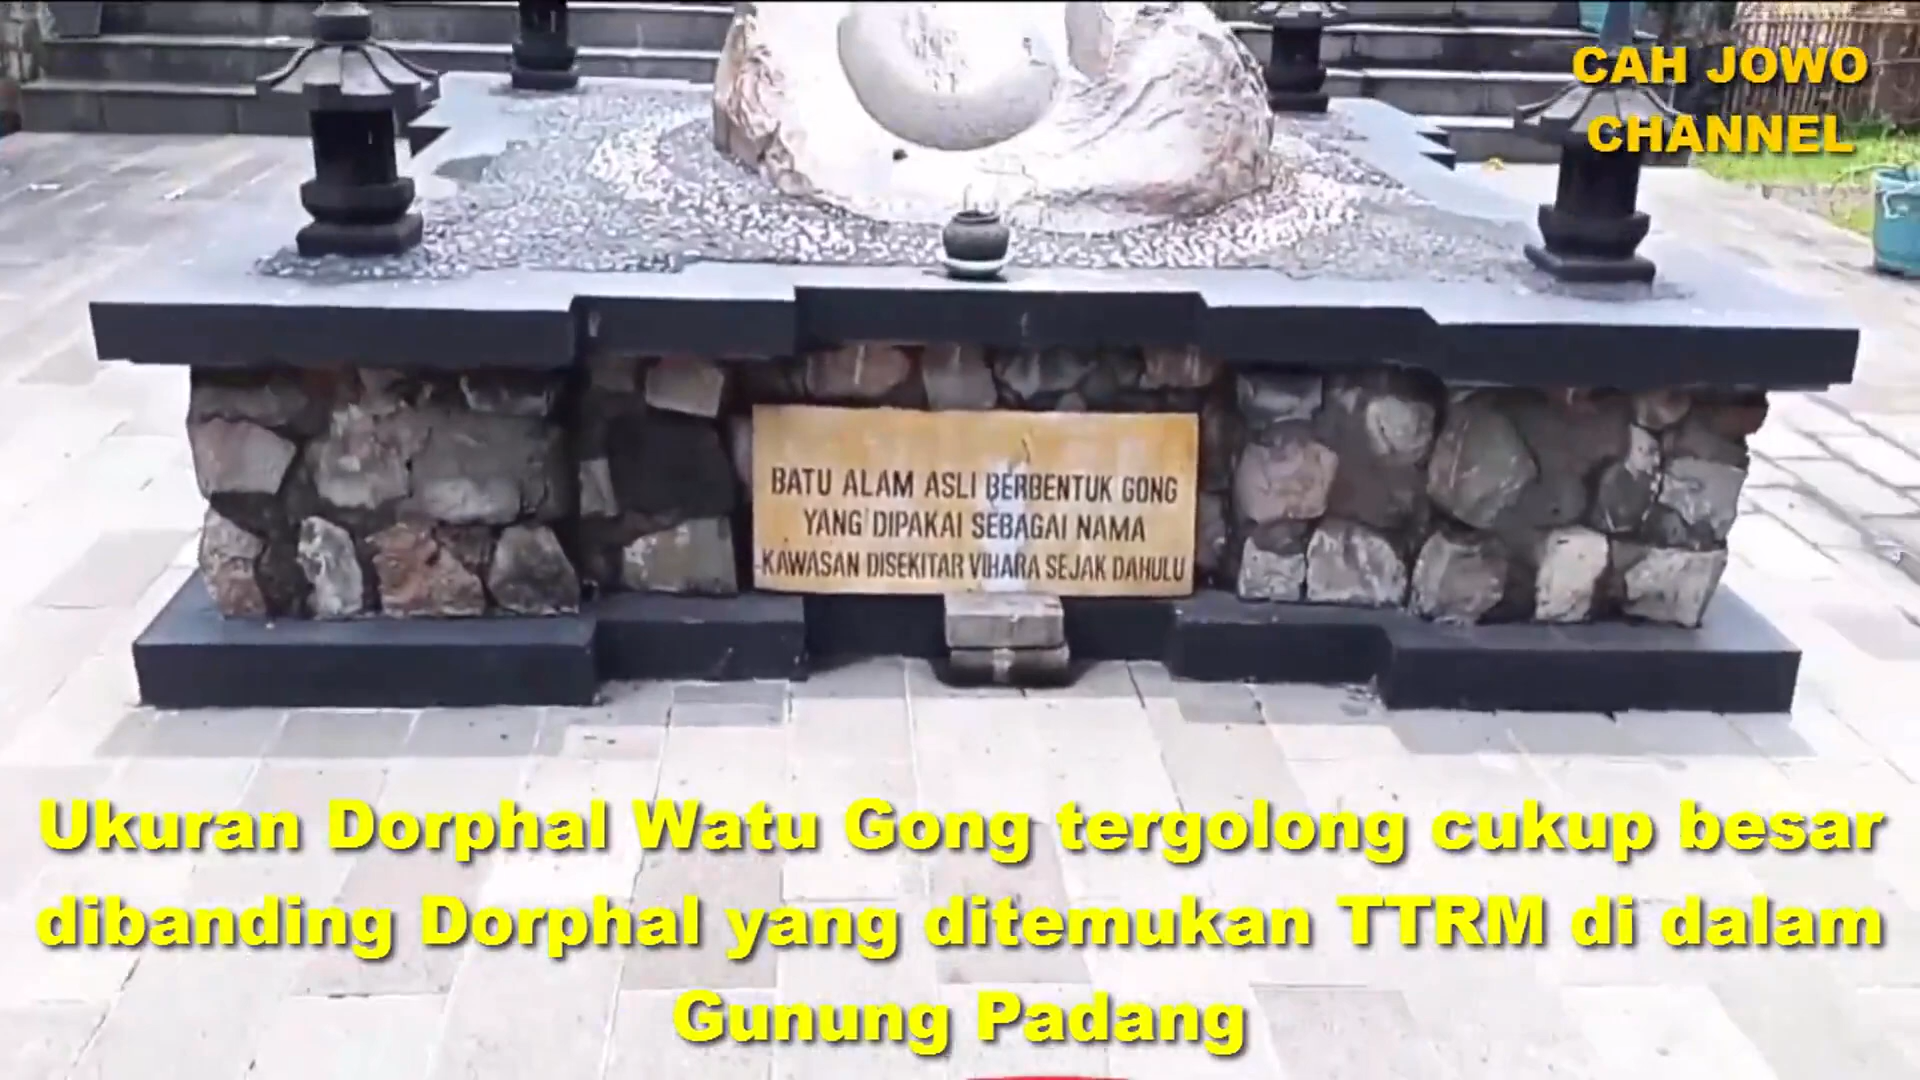 CAH JOWO
CHANNEL
BATU ALAM ASLI BERBENTUK GONG
YANG DIPAKAI SEBAGAI NAMA
KAWASAN DISEKITAR VIHARA SEJAK DAHULU
Ukuran Dorphal Watu Gong tergolong cukup besar
dibanding Dorphal yang ditemukan TTRM di dalam
Gunung Padang